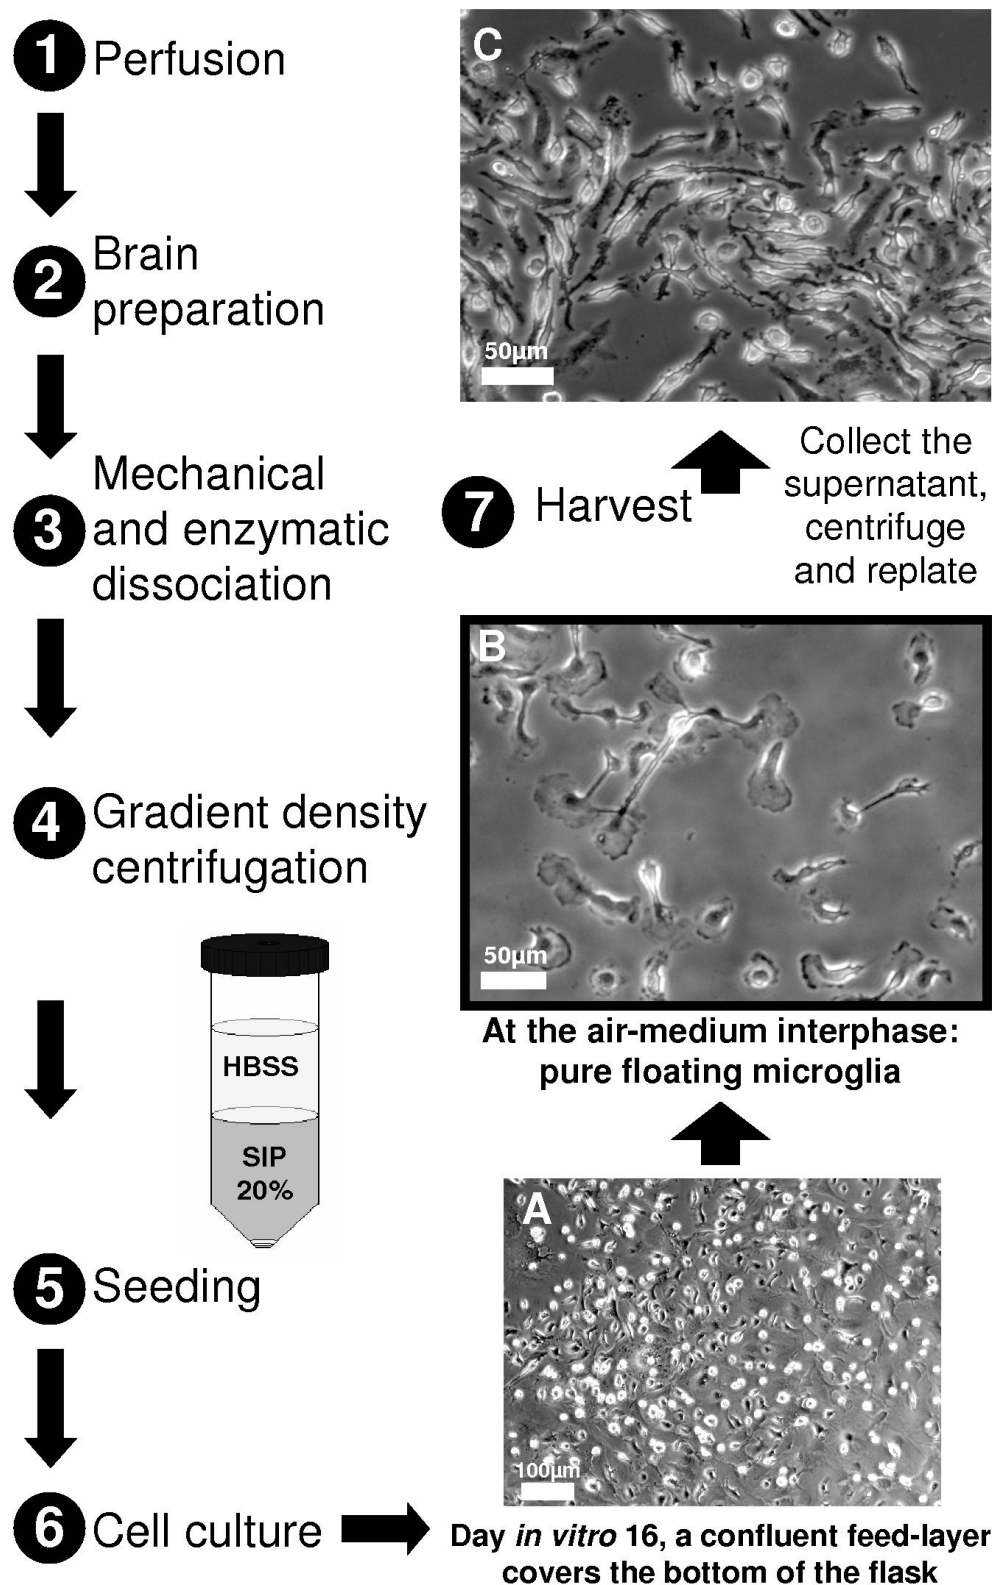 1 Perfusion
2 Brain
preparation
3 Mechanical
and enzymatic
dissociation
4 Gradient density
centrifugation
HBSS
SIP
20%
5 Seeding
6 Cell culture
A
100µm
Day in vitro 16, a confluent feed-layer
covers the bottom of the flask
B
50µm
At the air-medium interphase:
pure floating microglia
7 Harvest
Collect the
supernatant,
centrifuge
and replate
C
50µm